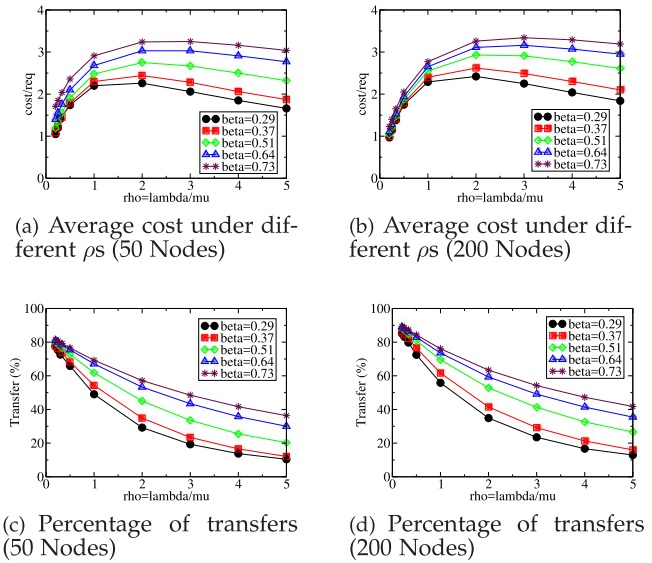 4
3
2
1
0
cost/req
beta=0.29
beta=0.37
beta=0.51
beta=0.64
beta=0.73
0 1 2 3 4 5
rho=lambda/mu
(a) Average cost under dif-
ferent ρs (50 Nodes)
4
3
2
1
0
cost/req
beta=0.29
beta=0.37
beta=0.51
beta=0.64
beta=0.73
0 1 2 3 4 5
rho=lambda/mu
(b) Average cost under dif-
ferent ρs (200 Nodes)
100
80
60
40
20
0
Transfer (%)
beta=0.29
beta=0.37
beta=0.51
beta=0.64
beta=0.73
0 1 2 3 4 5
rho=lambda/mu
(c) Percentage of transfers
(50 Nodes)
100
80
60
40
20
0
Transfer (%)
beta=0.29
beta=0.37
beta=0.51
beta=0.64
beta=0.73
0 1 2 3 4 5
rho=lambda/mu
(d) Percentage of transfers
(200 Nodes)